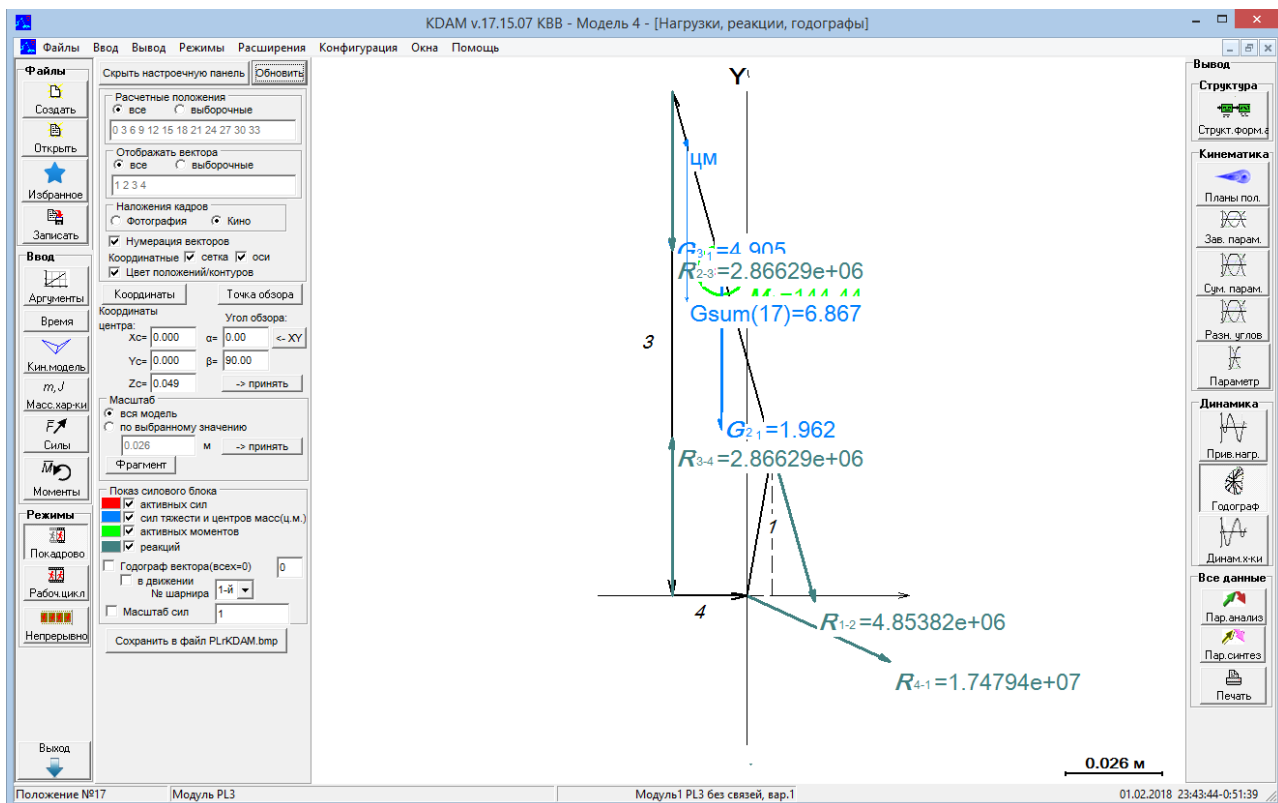 KDAM v.17.15.07 KBB - Модель 4 - [Нагрузки, реакции, годографы]
Файлы Ввод Вывод Режимы Расширения Конфигурация Окна Помощь
Файлы
Создать
Открыть
Избранное
Записать
Ввод
Аргументы
Время
Кин.модель
m, J
Масс.хар-ки
F
Силы
M
Моменты
Режимы
Покадрово
Рабоч.цикл
Непрерывно
Выход
Скрыть настроечную панель
Обновить
Расчетные положения
все выборочные
0 3 6 9 12 15 18 21 24 27 30 33
Отображать вектора
все выборочные
1 2 3 4
Наложения кадров
Фотография Кино
Нумерация векторов
Координатные сетка оси
Цвет положений/контуров
Координаты Точка обзора
Координаты центра:
Угол обзора:
Xc= 0.000 α= 0.00 <- XY
Yc= 0.000 β= 90.00
Zc= 0.049 -> принять
Масштаб
вся модель
по выбранному значению
0.026 м -> принять
Фрагмент
Показ силового блока
активных сил
сил тяжести и центров масс(ц.м.)
активных моментов
реакций
Годограф вектора(всех=0) 0
в движении
№ шарнира 1-й
Масштаб сил 1
Сохранить в файл PLrKDAM.bmp
Y
ЦМ
G3 1=4.905
R2-3=2.86629e+06
Gsum(17)=6.867
3
G2 1=1.962
R3-4=2.86629e+06
1
4
R1-2=4.85382e+06
R4-1=1.74794e+07
0.026 м
Вывод
Структура
Структ.форм.а
Кинематика
Планы пол.
Зав. парам.
Сум. парам.
Разн. углов
Параметр
Динамика
Прив.нагр.
Годограф
Динам.х-ки
Все данные
Пар.анализ
Пар.синтез
Печать
Положение №17
Модуль PL3
Модуль1 PL3 без связей, вар.1
01.02.2018 23:43:44-0:51:39